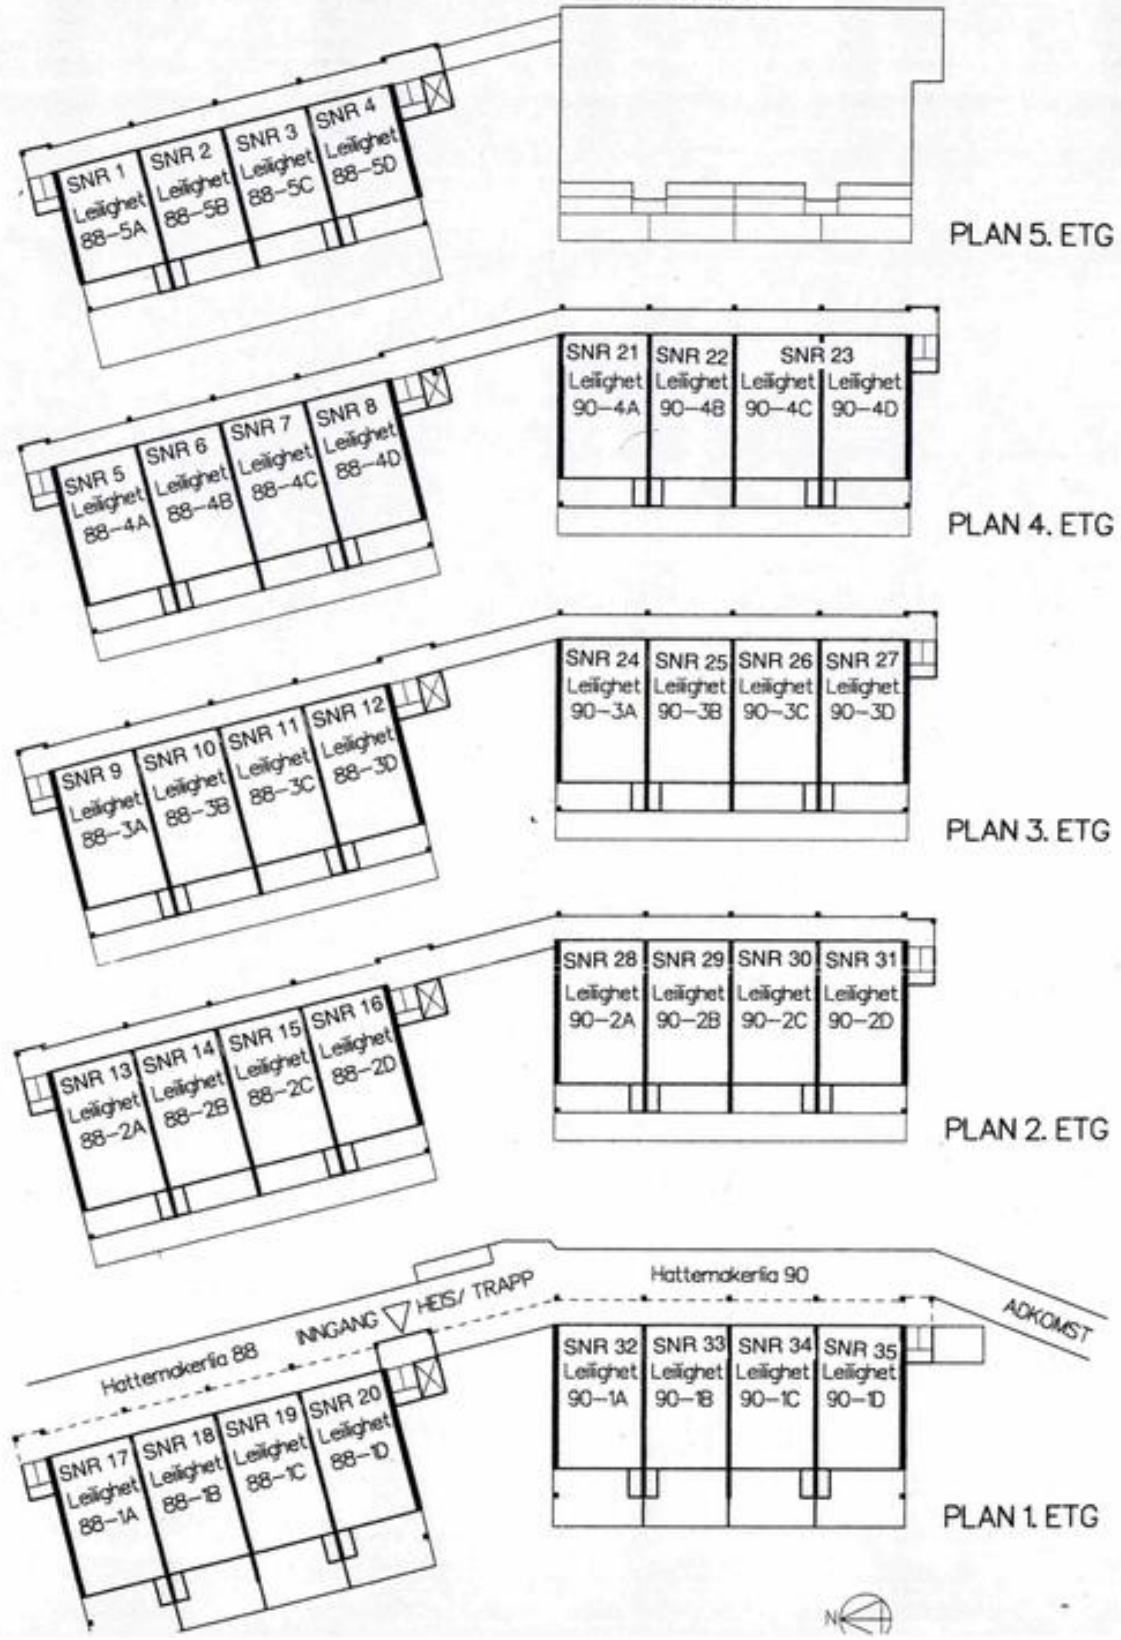 SNR 1
Leilighet
88-5A
SNR 2
Leilighet
88-5B
SNR 3
Leilighet
88-5C
SNR 4
Leilighet
88-5D
PLAN 5. ETG
SNR 5
Leilighet
88-4A
SNR 6
Leilighet
88-4B
SNR 7
Leilighet
88-4C
SNR 8
Leilighet
88-4D
SNR 21
Leilighet
90-4A
SNR 22
Leilighet
90-4B
SNR 23
Leilighet
90-4C
Leilighet
90-4D
PLAN 4. ETG
SNR 9
Leilighet
88-3A
SNR 10
Leilighet
88-3B
SNR 11
Leilighet
88-3C
SNR 12
Leilighet
88-3D
SNR 24
Leilighet
90-3A
SNR 25
Leilighet
90-3B
SNR 26
Leilighet
90-3C
SNR 27
Leilighet
90-3D
PLAN 3. ETG
SNR 13
Leilighet
88-2A
SNR 14
Leilighet
88-2B
SNR 15
Leilighet
88-2C
SNR 16
Leilighet
88-2D
SNR 28
Leilighet
90-2A
SNR 29
Leilighet
90-2B
SNR 30
Leilighet
90-2C
SNR 31
Leilighet
90-2D
PLAN 2. ETG
Hattemakerlia 88
INNGANG
HEIS/ TRAPP
Hattemakerlia 90
ADKOMST
SNR 17
Leilighet
88-1A
SNR 18
Leilighet
88-1B
SNR 19
Leilighet
88-1C
SNR 20
Leilighet
88-1D
SNR 32
Leilighet
90-1A
SNR 33
Leilighet
90-1B
SNR 34
Leilighet
90-1C
SNR 35
Leilighet
90-1D
PLAN 1. ETG
N